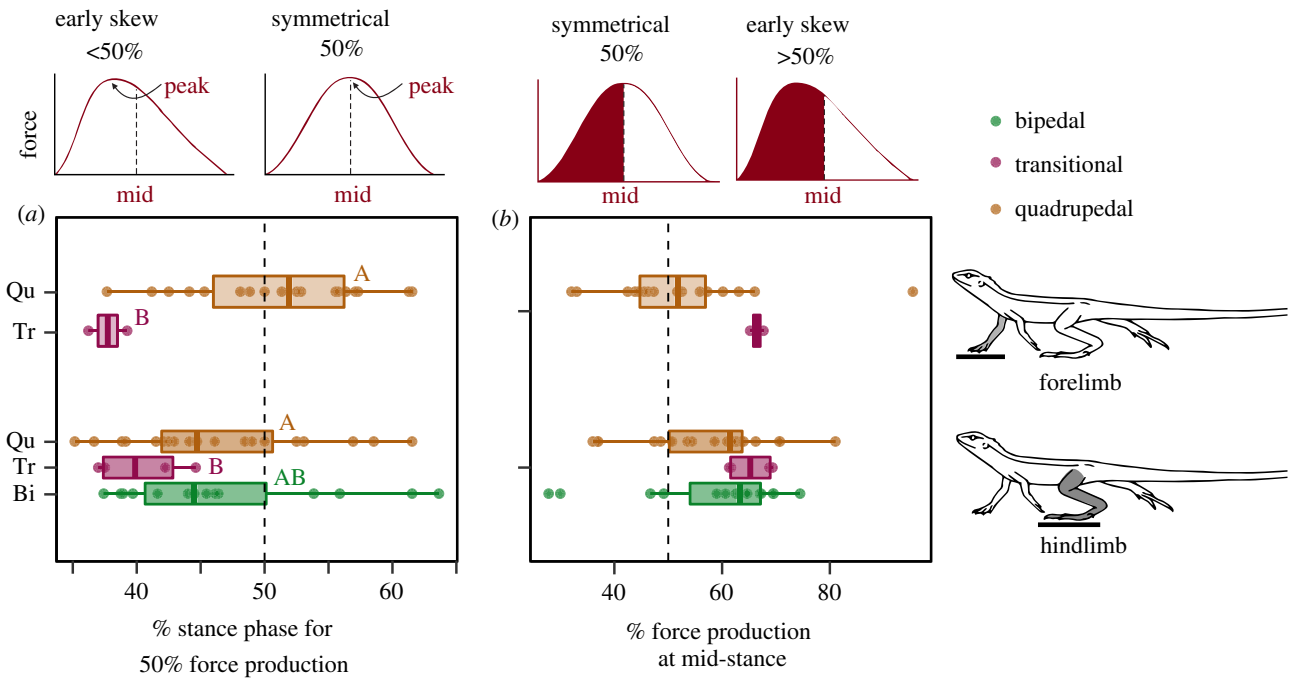 early skew
<50%
symmetrical
50%
symmetrical
50%
early skew
>50%
peak
peak
force
mid
mid
mid
mid
bipedal
transitional
quadrupedal
(a)
(b)
Qu
A
Tr
B
Qu
A
Tr
B
Bi
AB
forelimb
hindlimb
40
50
60
40
60
80
% stance phase for
50% force production
% force production
at mid-stance